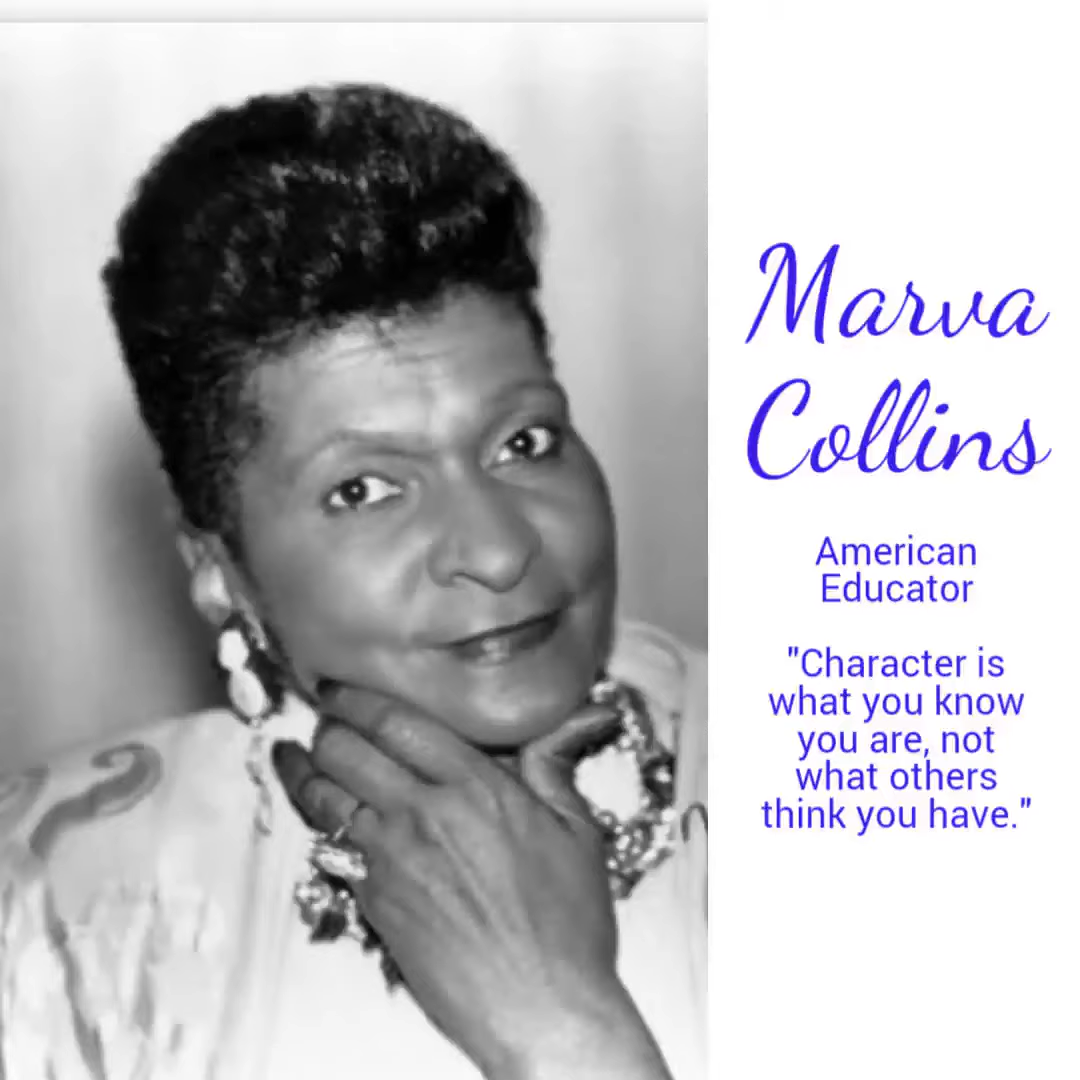 Marva
Collins
American
Educator
"Character is
what you know
you are, not
what others
think you have."